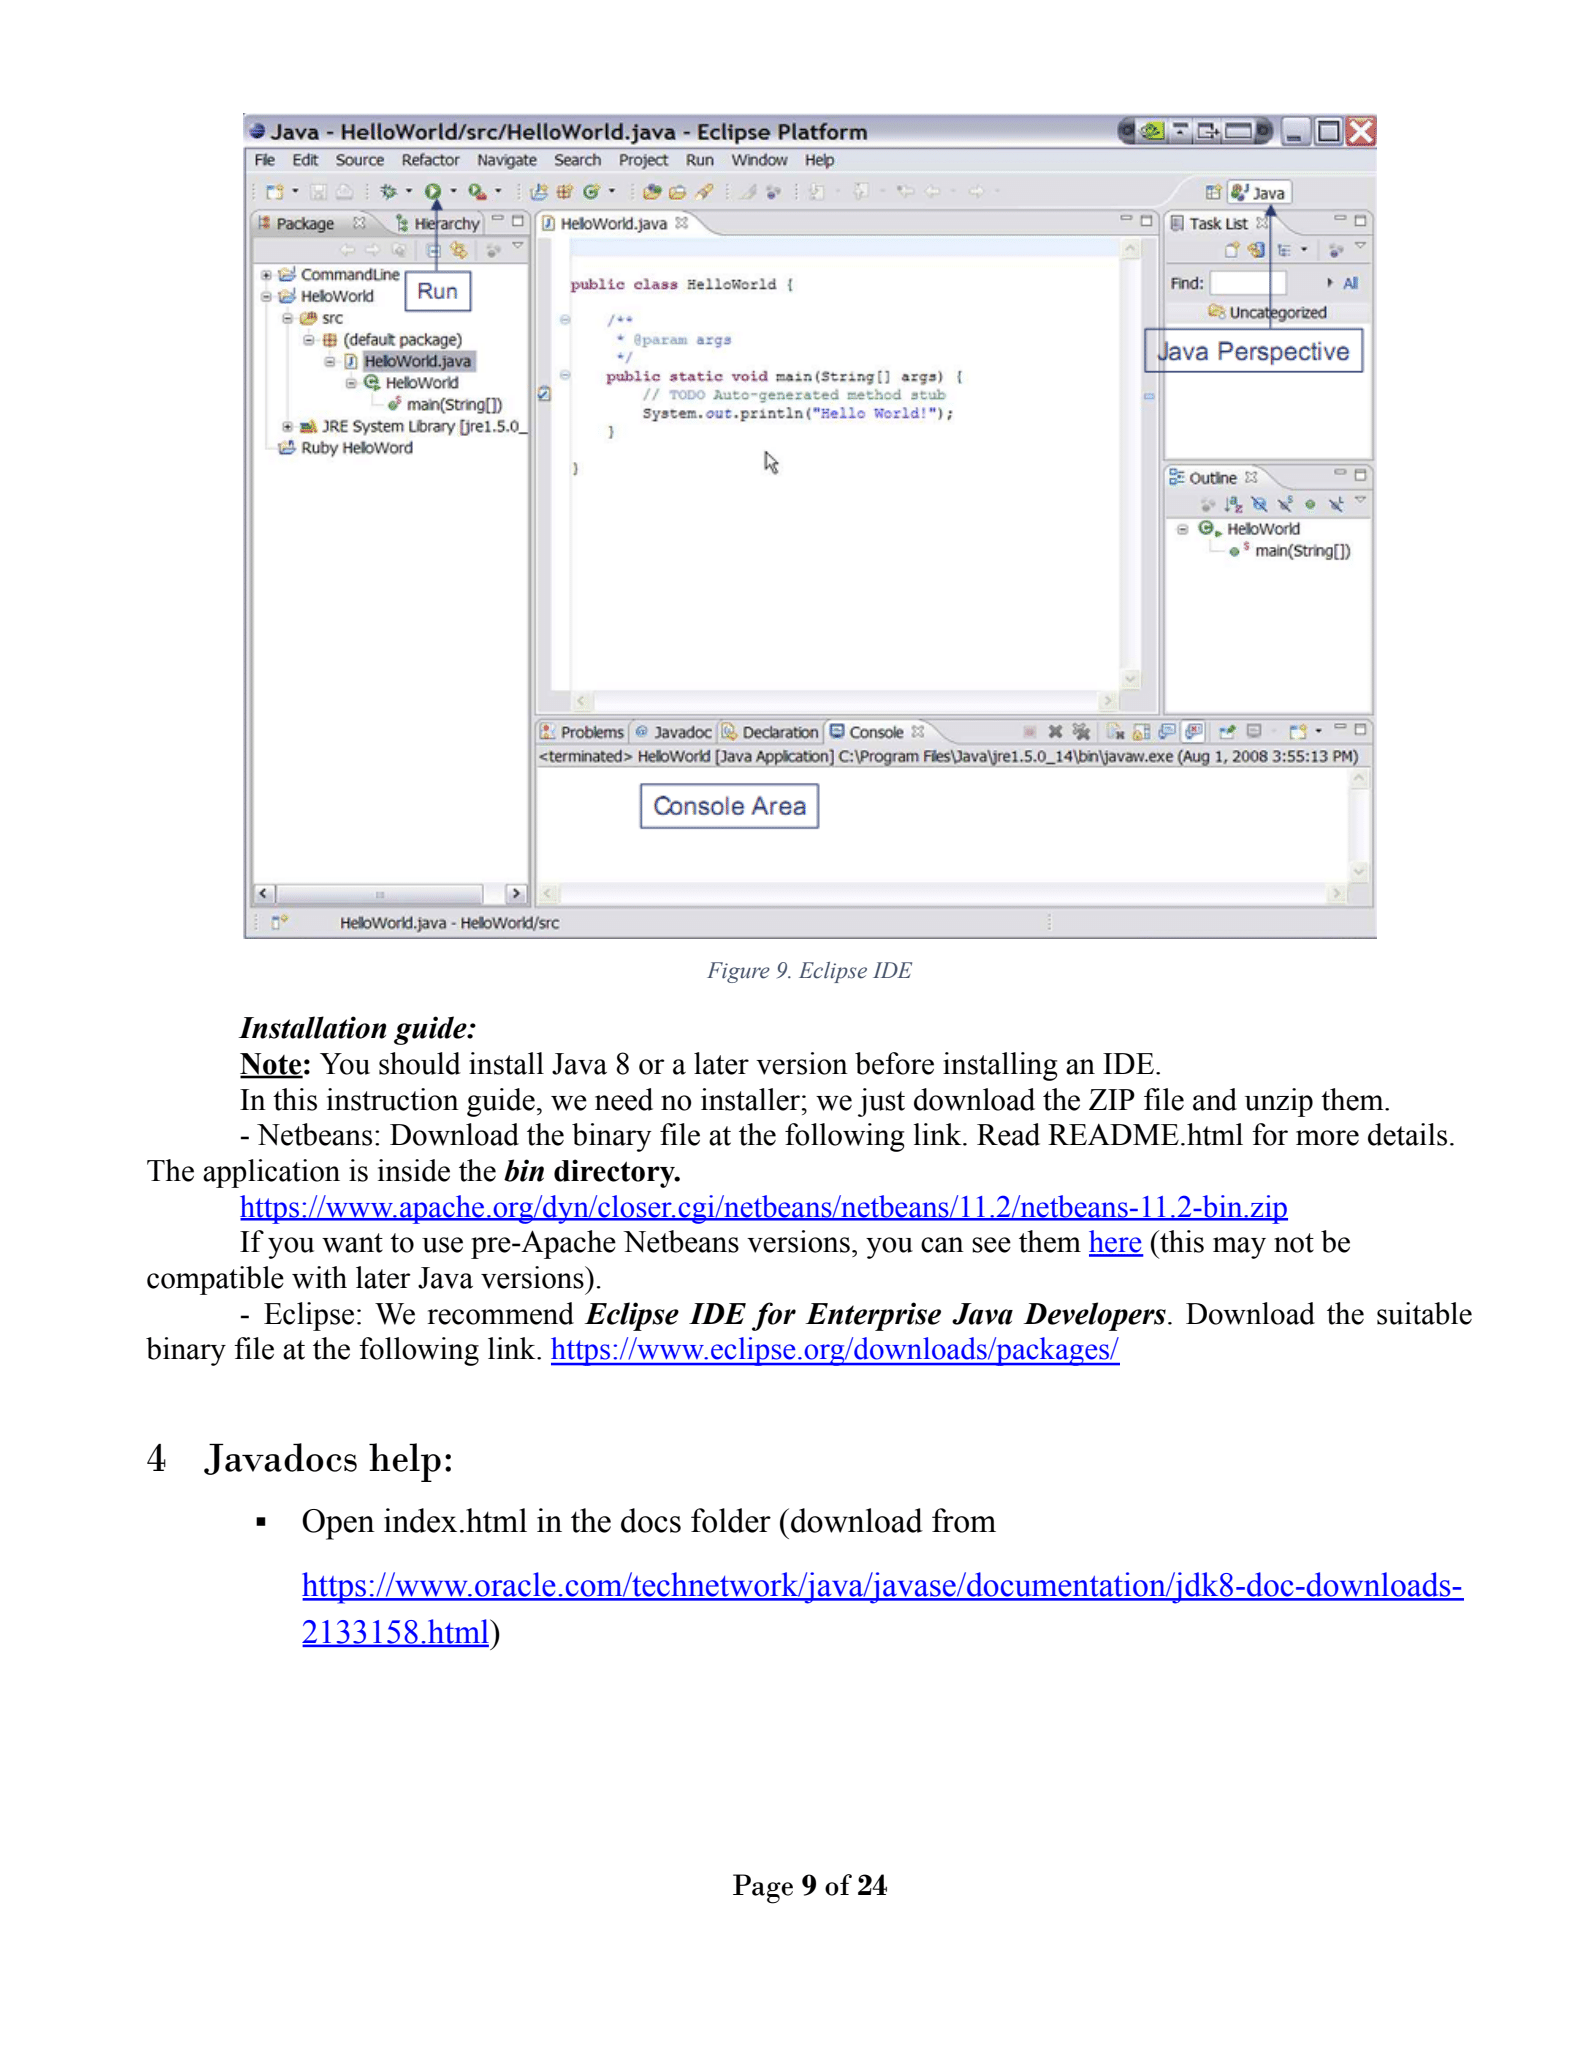 Java - HelloWorld/src/HelloWorld.java - Eclipse Platform
File Edit Source Refactor Navigate Search Project Run Window Help
Java
Package Hierarchy
HelloWorld.java
Task List
CommandLine
HelloWorld
src
(default package)
HelloWorld.java
HelloWorld
main(String[])
JRE System Library [jre1.5.0_
Ruby HelloWord
Run
public class HelloWorld {
/**
* @param args
*/
public static void main(String[] args) {
// TODO Auto-generated method stub
System.out.println("Hello World!");
}
}
Find: All
Uncategorized
Java Perspective
Outline
HelloWorld
main(String[])
Problems Javadoc Declaration Console
<terminated> HelloWorld [Java Application] C:\Program Files\Java\jre1.5.0_14\bin\javaw.exe (Aug 1, 2008 3:55:13 PM)
Console Area
HelloWorld.java - HelloWorld/src
Figure 9. Eclipse IDE
Installation guide:
Note: You should install Java 8 or a later version before installing an IDE.
In this instruction guide, we need no installer; we just download the ZIP file and unzip them.
- Netbeans: Download the binary file at the following link. Read README.html for more details.
The application is inside the bin directory.
https://www.apache.org/dyn/closer.cgi/netbeans/netbeans/11.2/netbeans-11.2-bin.zip
If you want to use pre-Apache Netbeans versions, you can see them here (this may not be
compatible with later Java versions).
- Eclipse: We recommend Eclipse IDE for Enterprise Java Developers. Download the suitable
binary file at the following link. https://www.eclipse.org/downloads/packages/
4 Javadocs help:
▪ Open index.html in the docs folder (download from
https://www.oracle.com/technetwork/java/javase/documentation/jdk8-doc-downloads-
2133158.html)
Page 9 of 24